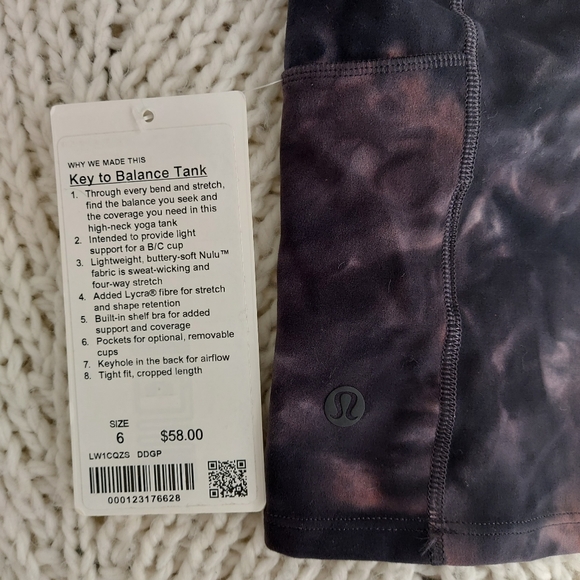 WHY WE MADE THIS
Key to Balance Tank
1. Through every bend and stretch,
find the balance you seek and
the coverage you need in this
high-neck yoga tank
2. Intended to provide light
support for a B/C cup
3. Lightweight, buttery-soft Nulu™
fabric is sweat-wicking and
four-way stretch
4. Added Lycra® fibre for stretch
and shape retention
5. Built-in shelf bra for added
support and coverage
6. Pockets for optional, removable
cups
7. Keyhole in the back for airflow
8. Tight fit, cropped length
SIZE
6 $58.00
LW1CQZS DDGP
000123176628